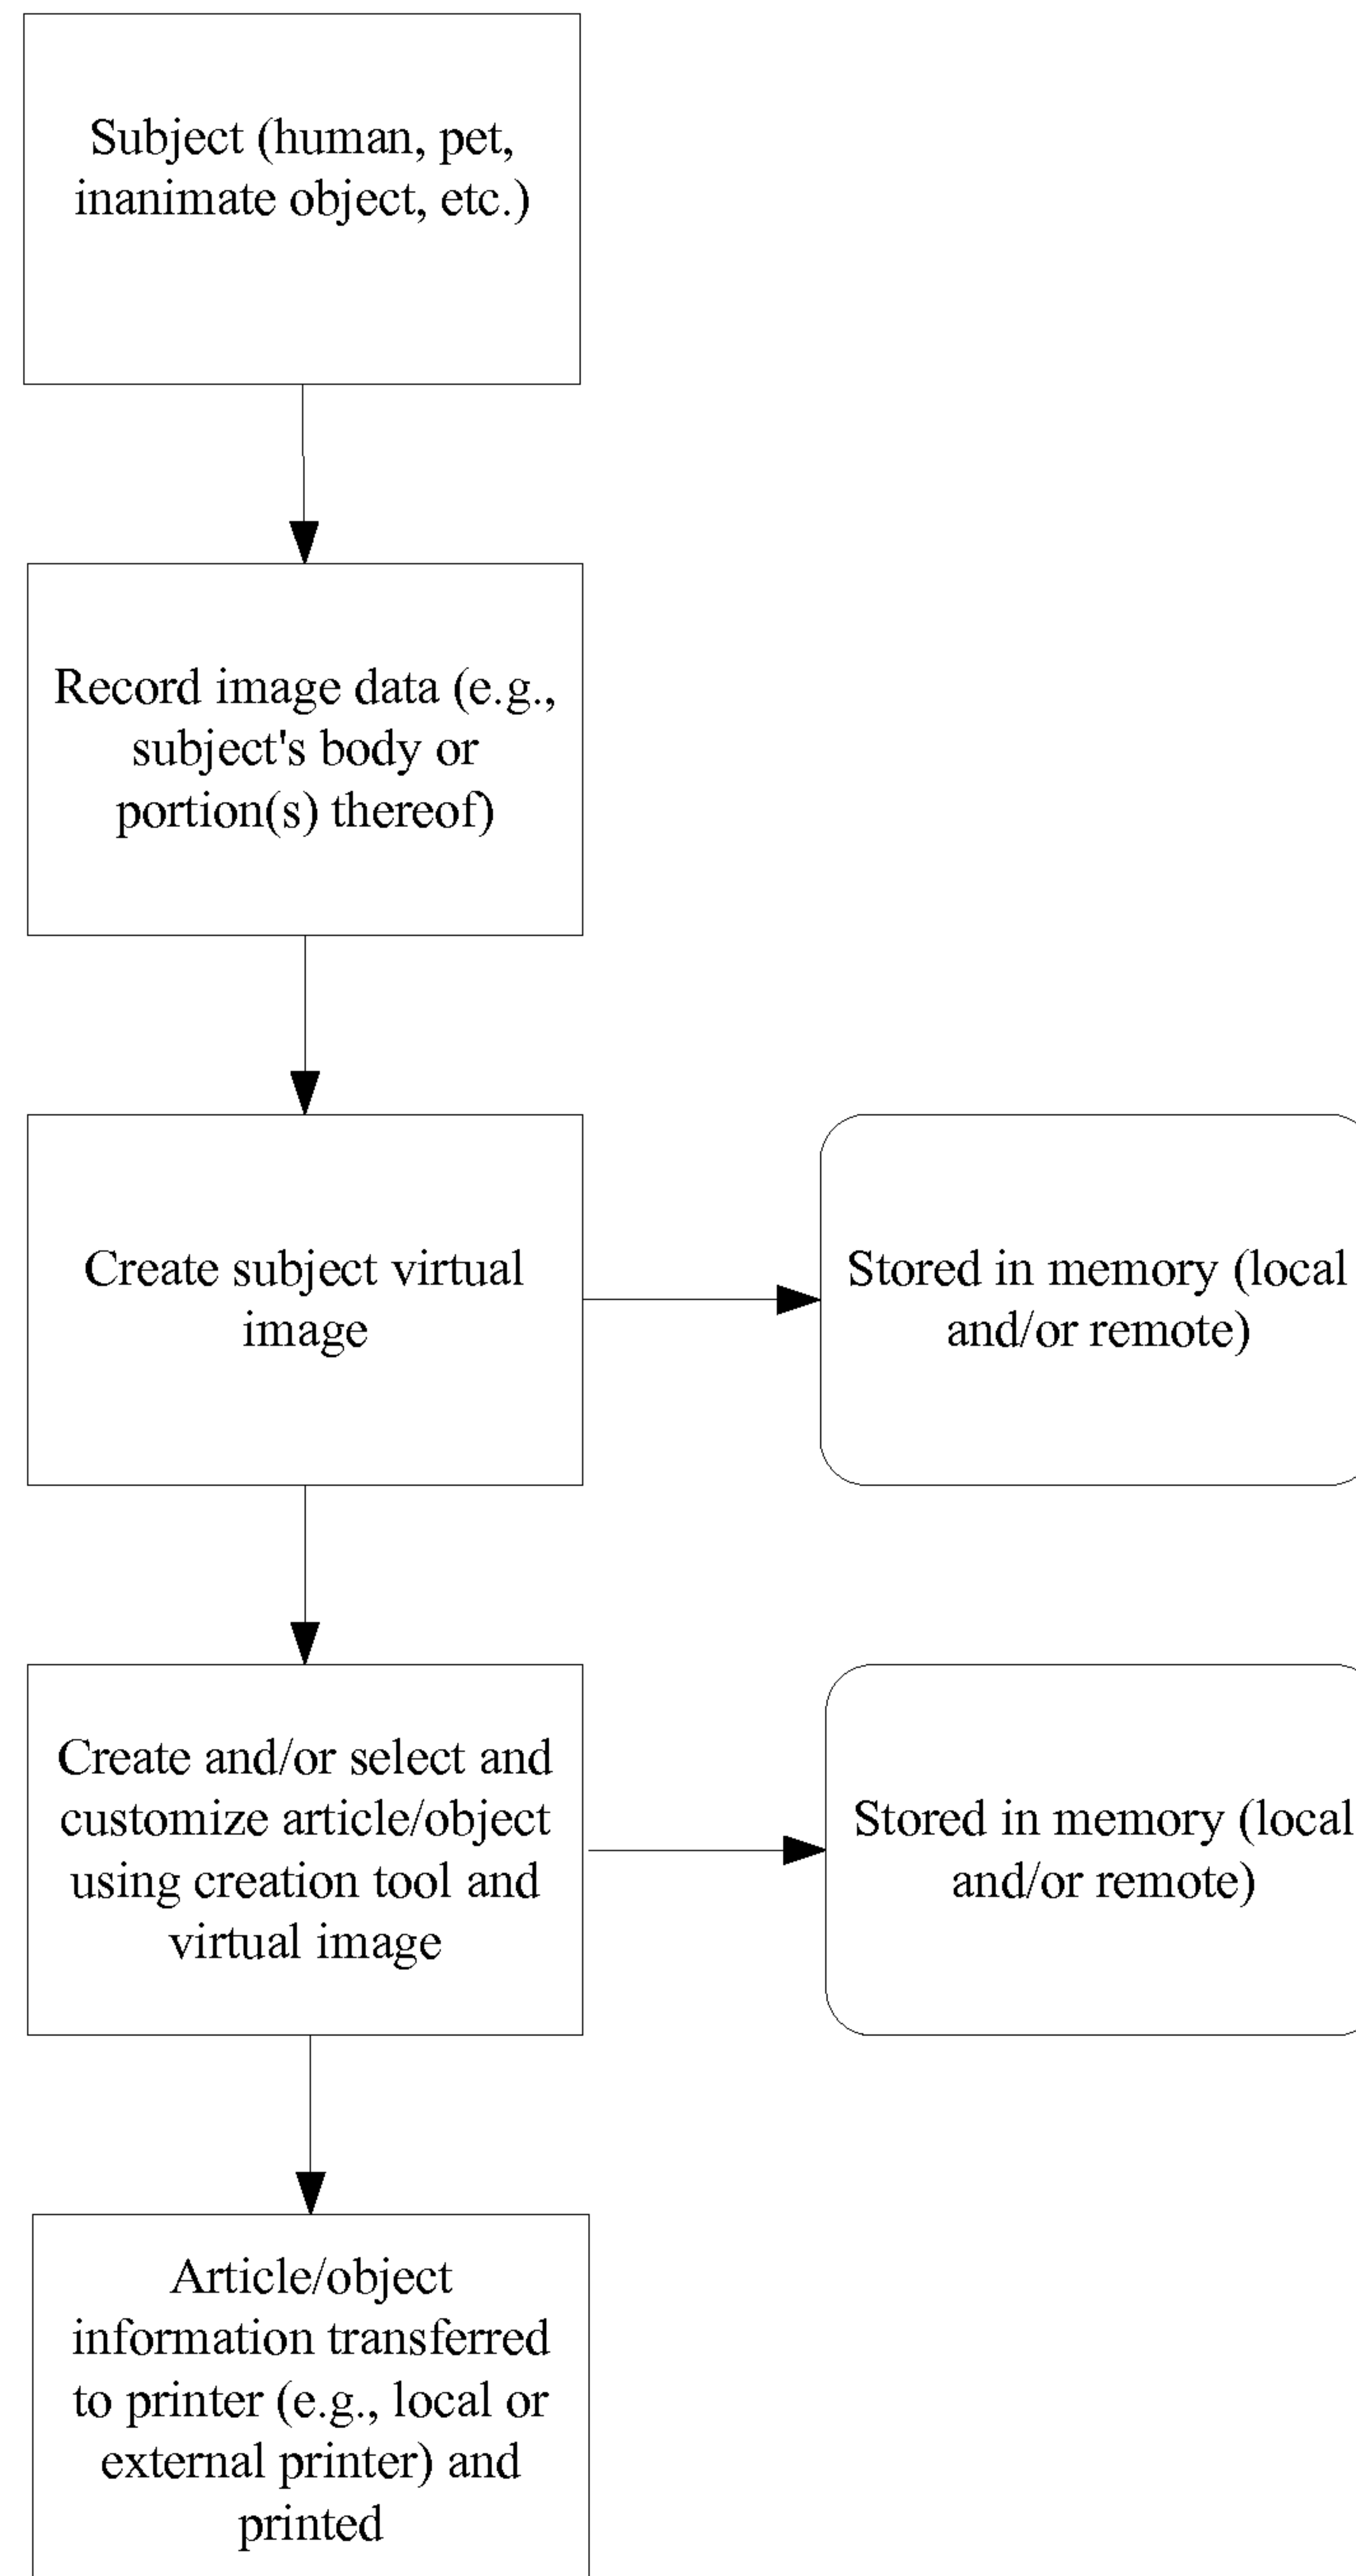 Subject (human, pet,
inanimate object, etc.)
Record image data (e.g.,
subject's body or
portion(s) thereof)
Create subject virtual
image
Stored in memory (local
and/or remote)
Create and/or select and
customize article/object
using creation tool and
virtual image
Stored in memory (local
and/or remote)
Article/object
information transferred
to printer (e.g., local or
external printer) and
printed